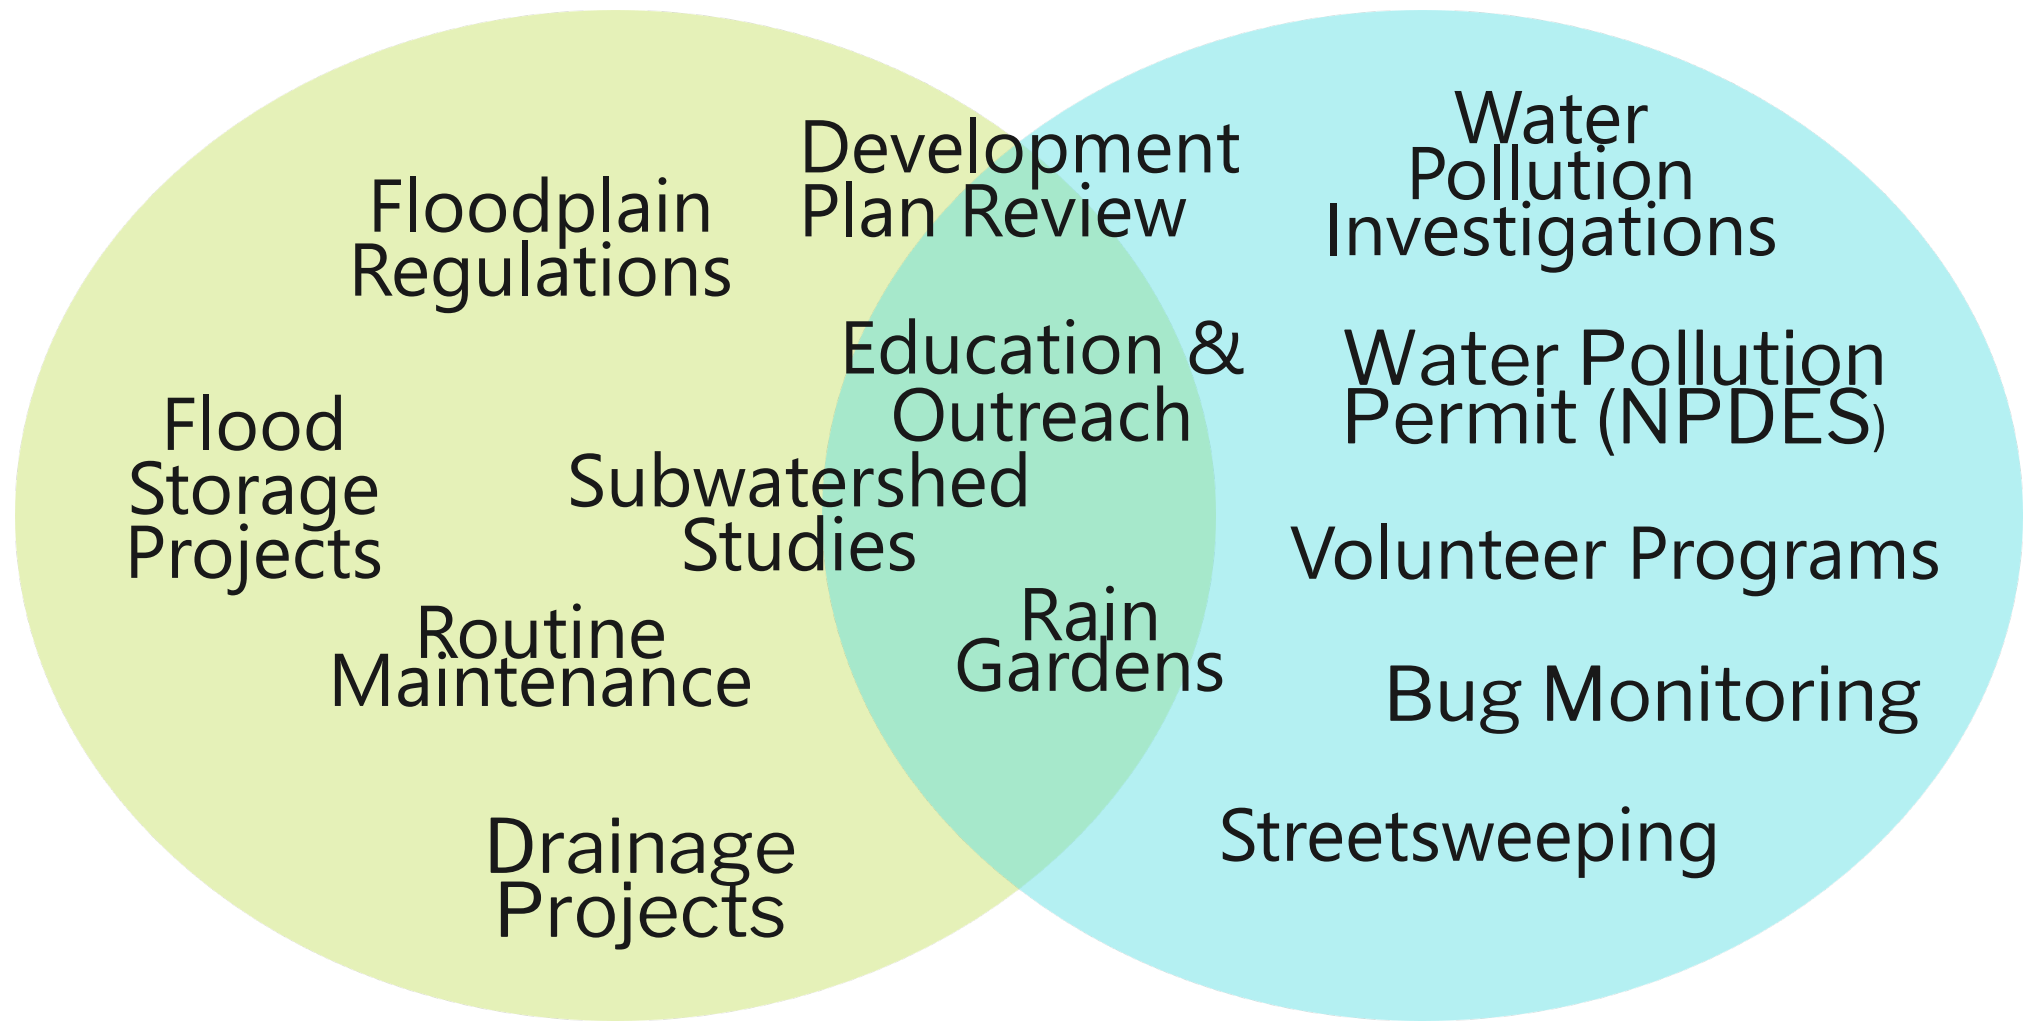 Floodplain
Regulations
Flood
Storage
Projects
Routine
Maintenance
Drainage
Projects
Development
Plan Review
Education &
Outreach
Subwatershed
Studies
Rain
Gardens
Water
Pollution
Investigations
Water Pollution
Permit (NPDES)
Volunteer Programs
Bug Monitoring
Streetsweeping